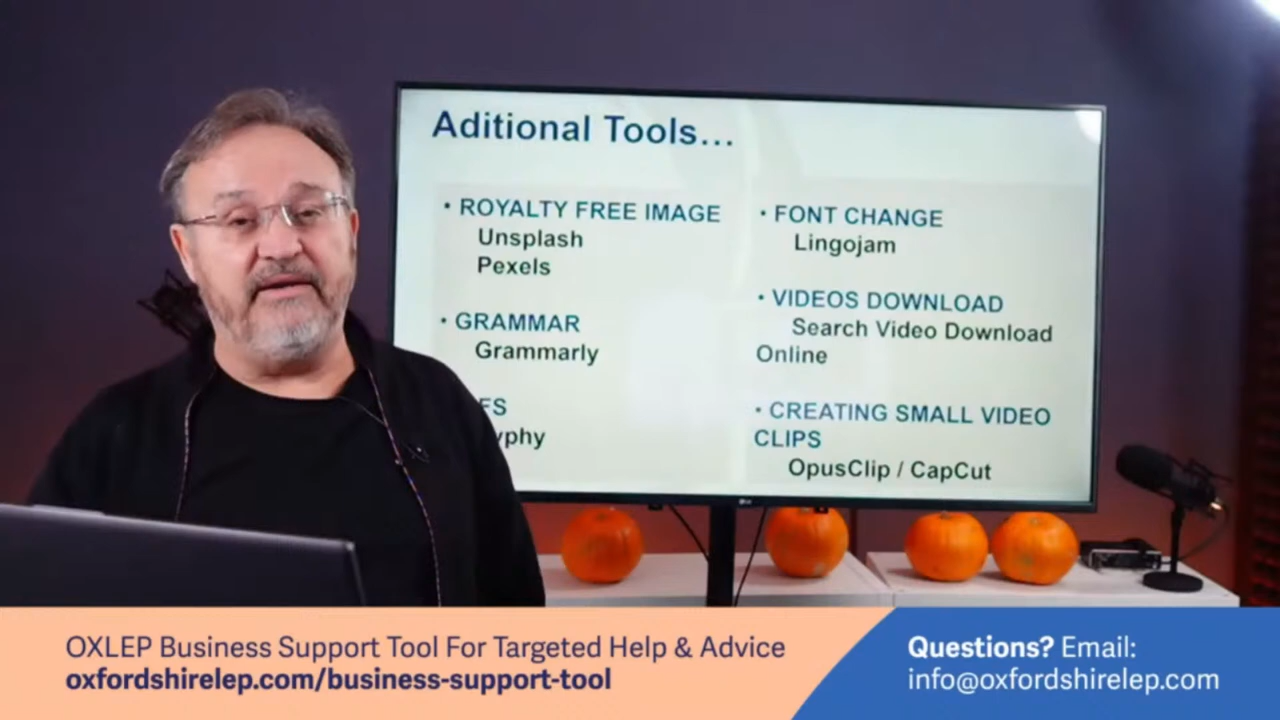 Aditional Tools...
• ROYALTY FREE IMAGE
Unsplash
Pexels
• GRAMMAR
Grammarly
FS
yphy
• FONT CHANGE
Lingojam
• VIDEOS DOWNLOAD
Search Video Download
Online
• CREATING SMALL VIDEO
CLIPS
OpusClip / CapCut
OXLEP Business Support Tool For Targeted Help & Advice
oxfordshirelep.com/business-support-tool
Questions? Email:
info@oxfordshirelep.com